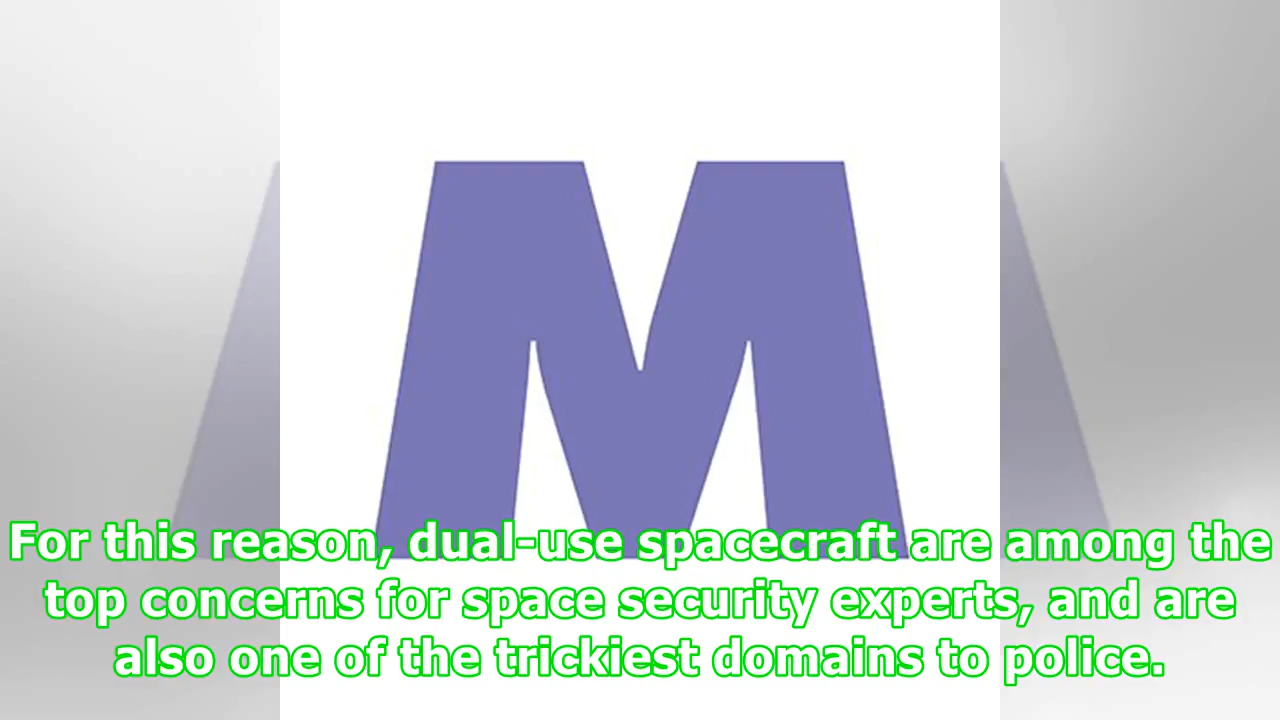 M
For this reason, dual-use spacecraft are among the
top concerns for space security experts, and are
also one of the trickiest domains to police.